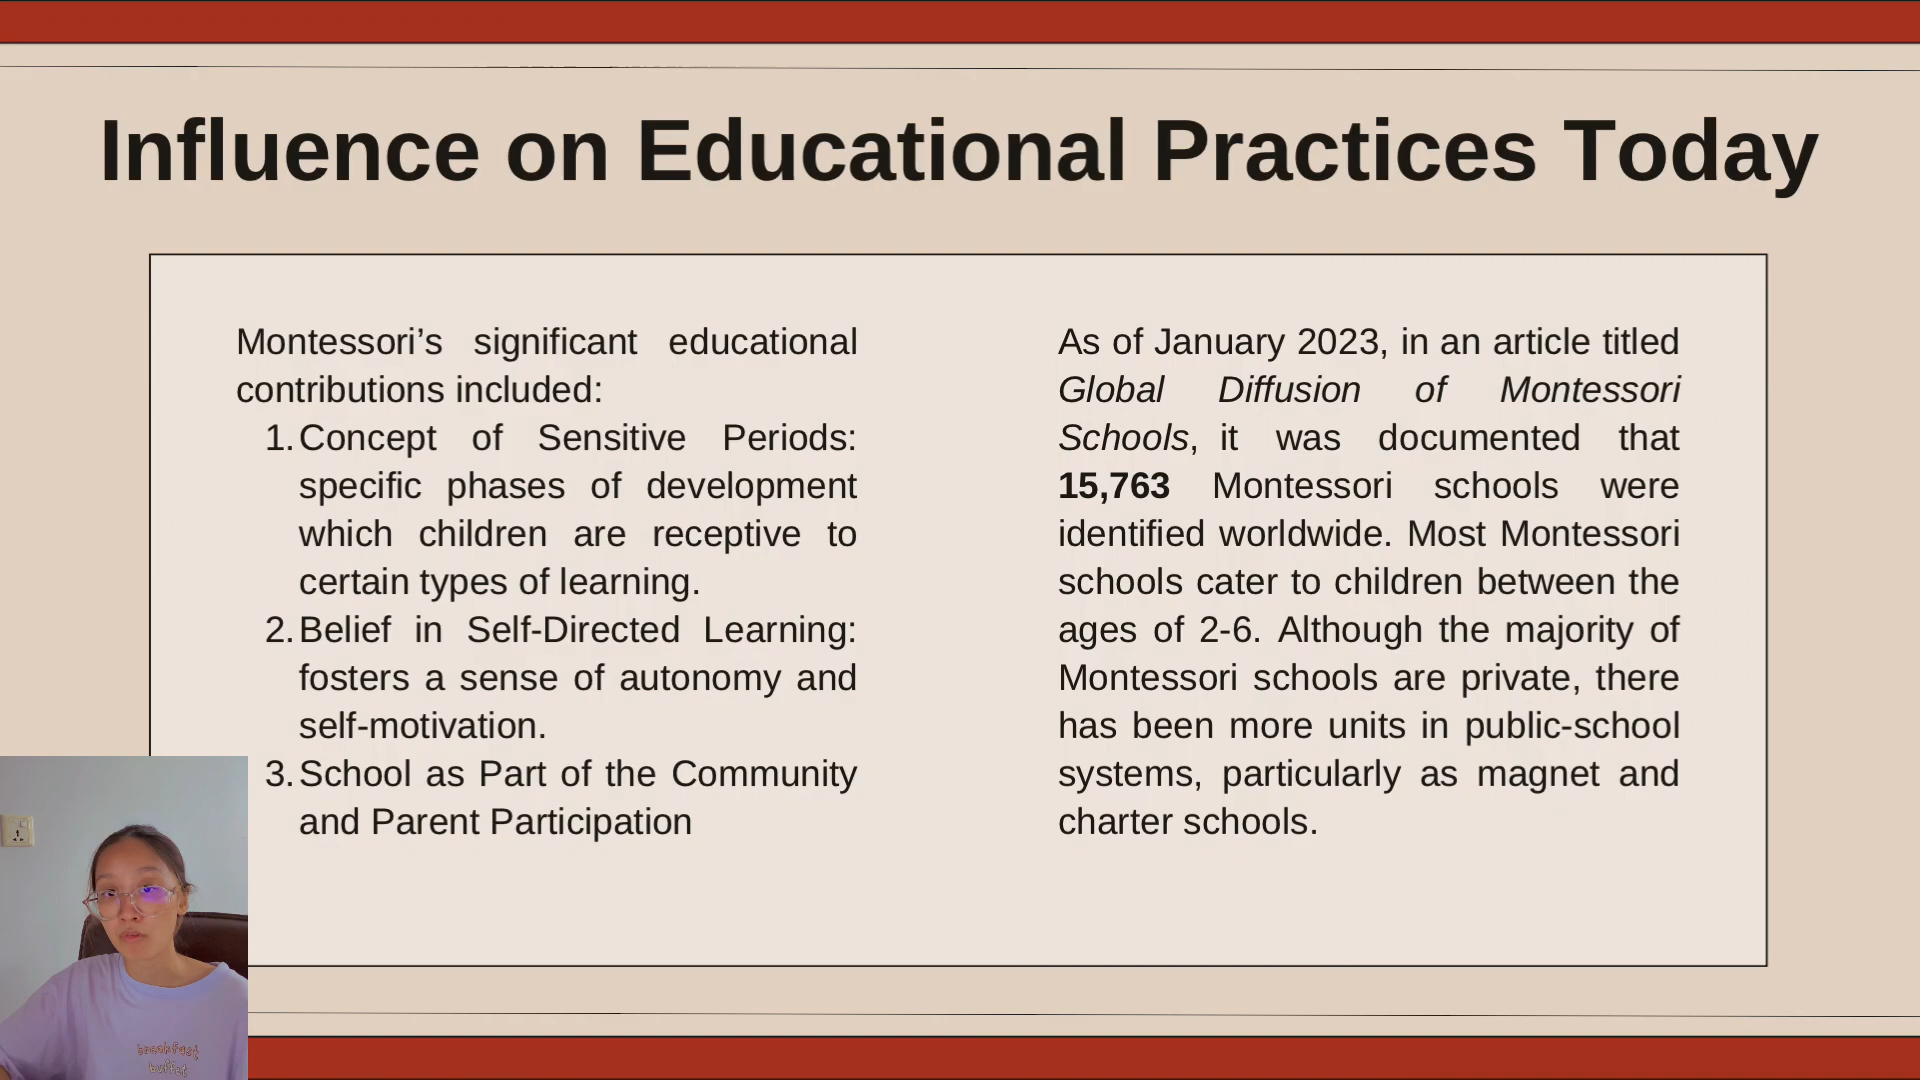 Influence on Educational Practices Today
Montessori’s significant educational
contributions included:
1. Concept of Sensitive Periods:
specific phases of development
which children are receptive to
certain types of learning.
2. Belief in Self-Directed Learning:
fosters a sense of autonomy and
self-motivation.
3. School as Part of the Community
and Parent Participation
As of January 2023, in an article titled
Global Diffusion of Montessori
Schools, it was documented that
15,763 Montessori schools were
identified worldwide. Most Montessori
schools cater to children between the
ages of 2-6. Although the majority of
Montessori schools are private, there
has been more units in public-school
systems, particularly as magnet and
charter schools.
breakfast
buffet